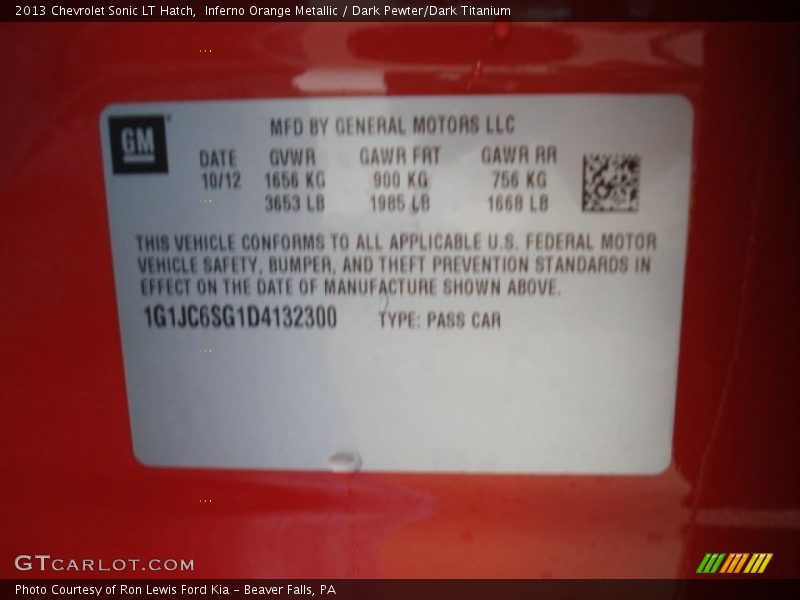 2013 Chevrolet Sonic LT Hatch,  Inferno Orange Metallic / Dark Pewter/Dark Titanium
GM
MFD BY GENERAL MOTORS LLC
DATE GVWR GAWR FRT GAWR RR
10/12 1656 KG 900 KG 756 KG
3653 LB 1985 LB 1668 LB
THIS VEHICLE CONFORMS TO ALL APPLICABLE U.S. FEDERAL MOTOR
VEHICLE SAFETY, BUMPER, AND THEFT PREVENTION STANDARDS IN
EFFECT ON THE DATE OF MANUFACTURE SHOWN ABOVE.
1G1JC6SG1D4132300 TYPE: PASS CAR
GTCARLOT.COM
Photo Courtesy of Ron Lewis Ford Kia - Beaver Falls, PA